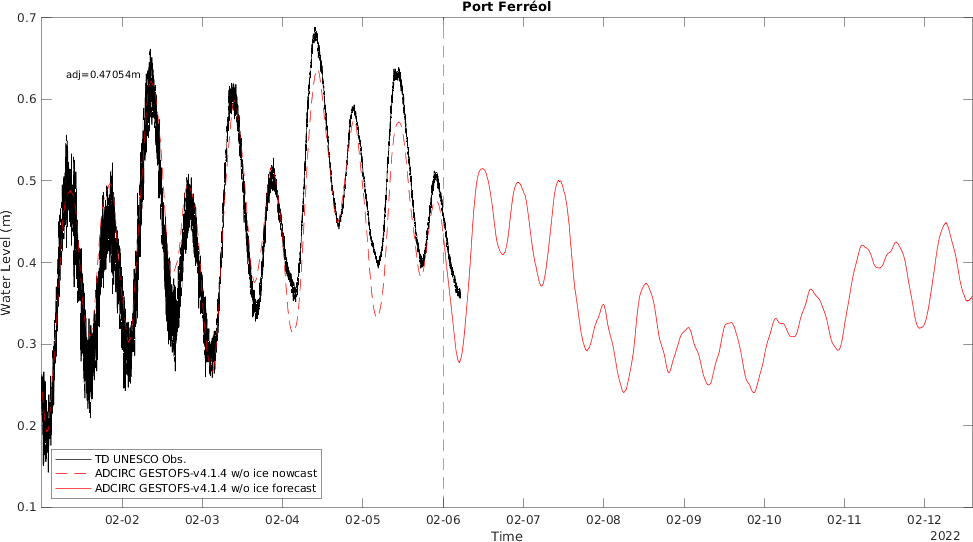 Port Ferréol
0.7
adj=0.47054m
0.6
0.5
0.4
0.3
0.2
0.1
Water Level (m)
TD UNESCO Obs.
ADCIRC GESTOFS-v4.1.4 w/o ice nowcast
ADCIRC GESTOFS-v4.1.4 w/o ice forecast
02-02 02-03 02-04 02-05 02-06 02-07 02-08 02-09 02-10 02-11 02-12
Time
2022